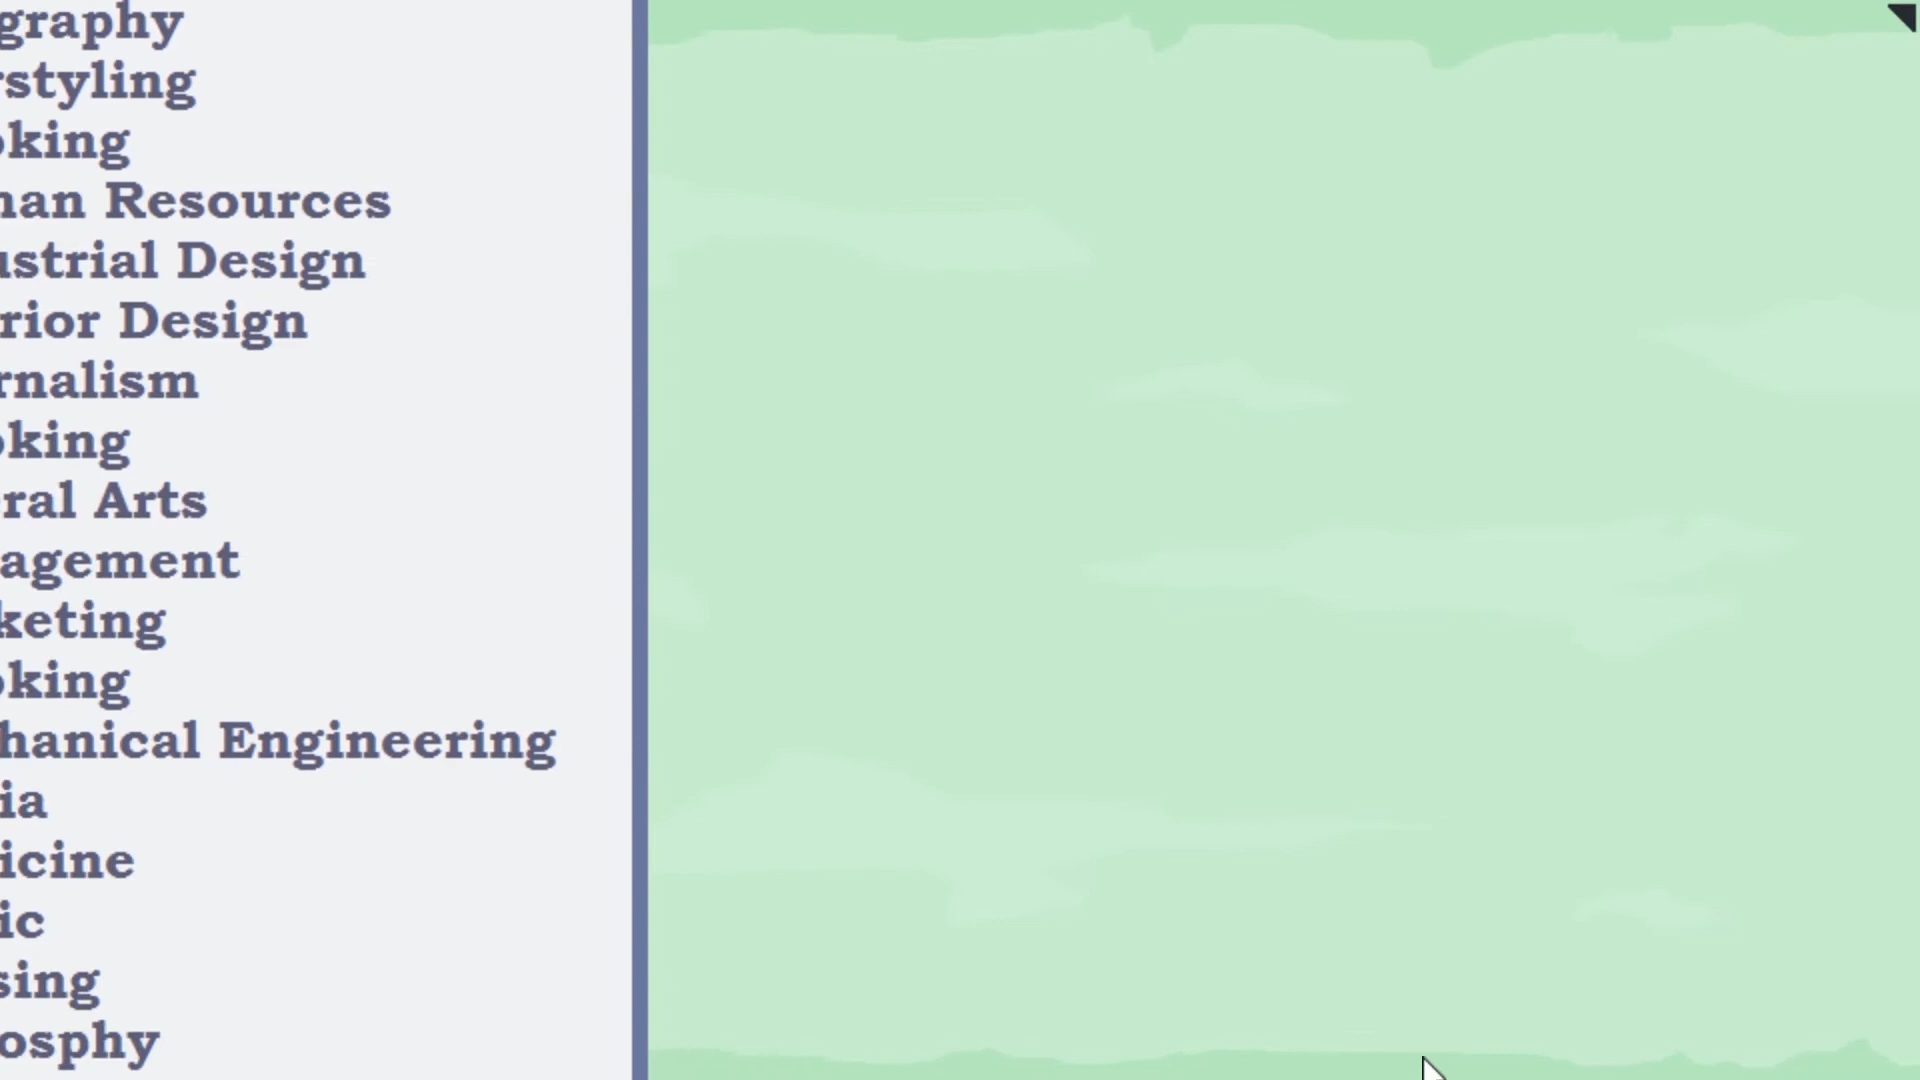 graphy
rstyling
oking
nan Resources
ustrial Design
rior Design
rnalism
oking
ral Arts
agement
keting
oking
hanical Engineering
ia
icine
ic
sing
osphy